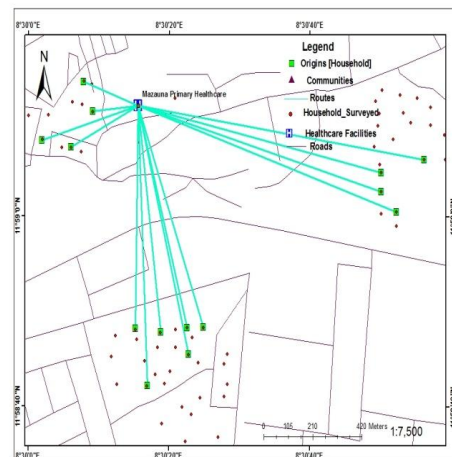 8°30'0"E 8°30'20"E 8°30'40"E
N
Legend
Origins [Household]
Communities
Routes
Household_Surveyed
Healthcare Facilities
Roads
Mazauna Primary Healthcare
11°59'0"N
11°58'40"N
0 105 210 420 Meters
1:7,500
8°30'0"E 8°30'20"E 8°30'40"E